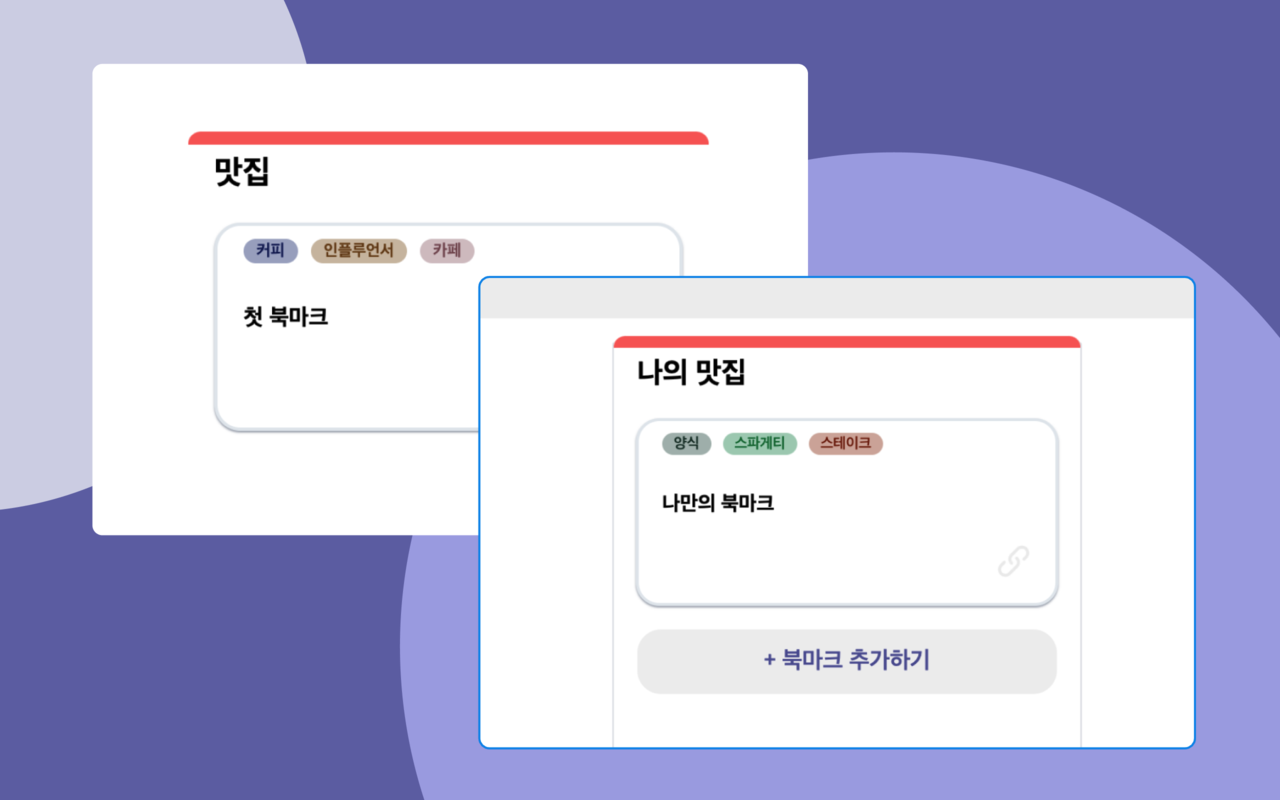 맛집
커피 인플루언서 카페
첫 북마크
나의 맛집
양식 스파게티 스테이크
나만의 북마크
+ 북마크 추가하기